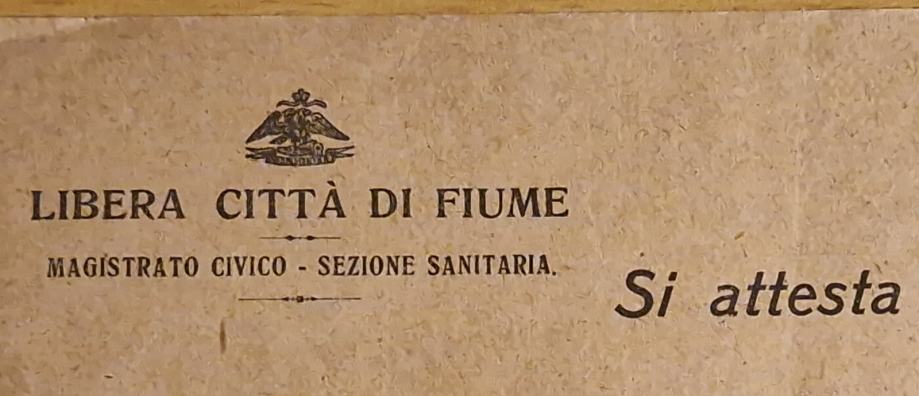 LIBERA CITTÀ DI FIUME
MAGISTRATO CIVICO - SEZIONE SANITARIA.
Si attesta